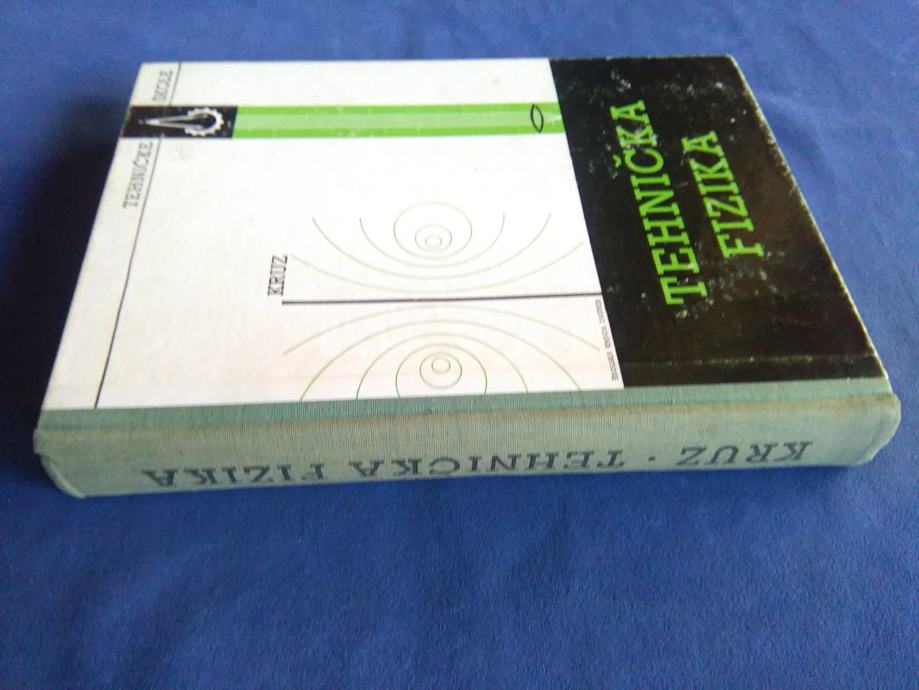 TEHNIČKE ŠKOLE
KRUZ
TEHNIČKA
FIZIKA
KRUZ · TEHNIČKA FIZIKA